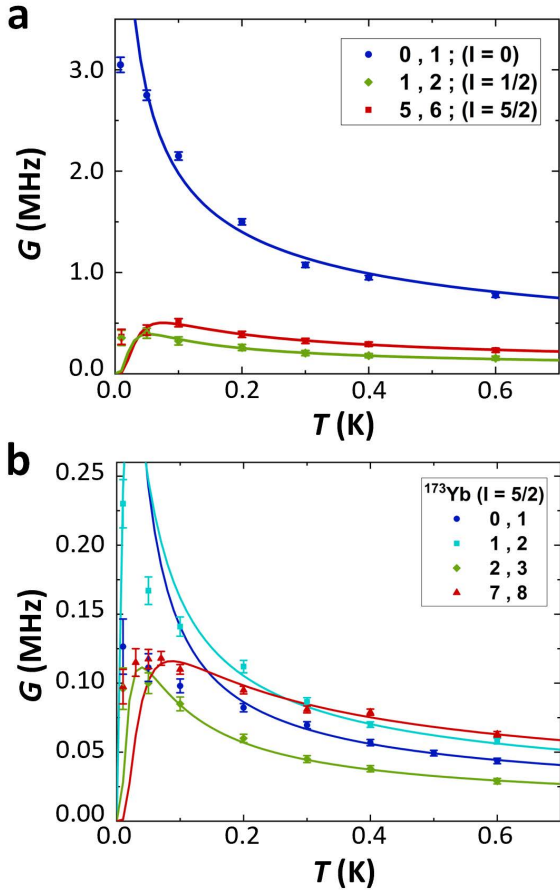 a
0 , 1 ; (I = 0)
1 , 2 ; (I = 1/2)
5 , 6 ; (I = 5/2)
3.0
2.0
1.0
0.0
G (MHz)
0.0 0.2 0.4 0.6
T (K)
b
¹⁷³Yb (I = 5/2)
0 , 1
1 , 2
2 , 3
7 , 8
0.25
0.20
0.15
0.10
0.05
0.00
G (MHz)
0.0 0.2 0.4 0.6
T (K)